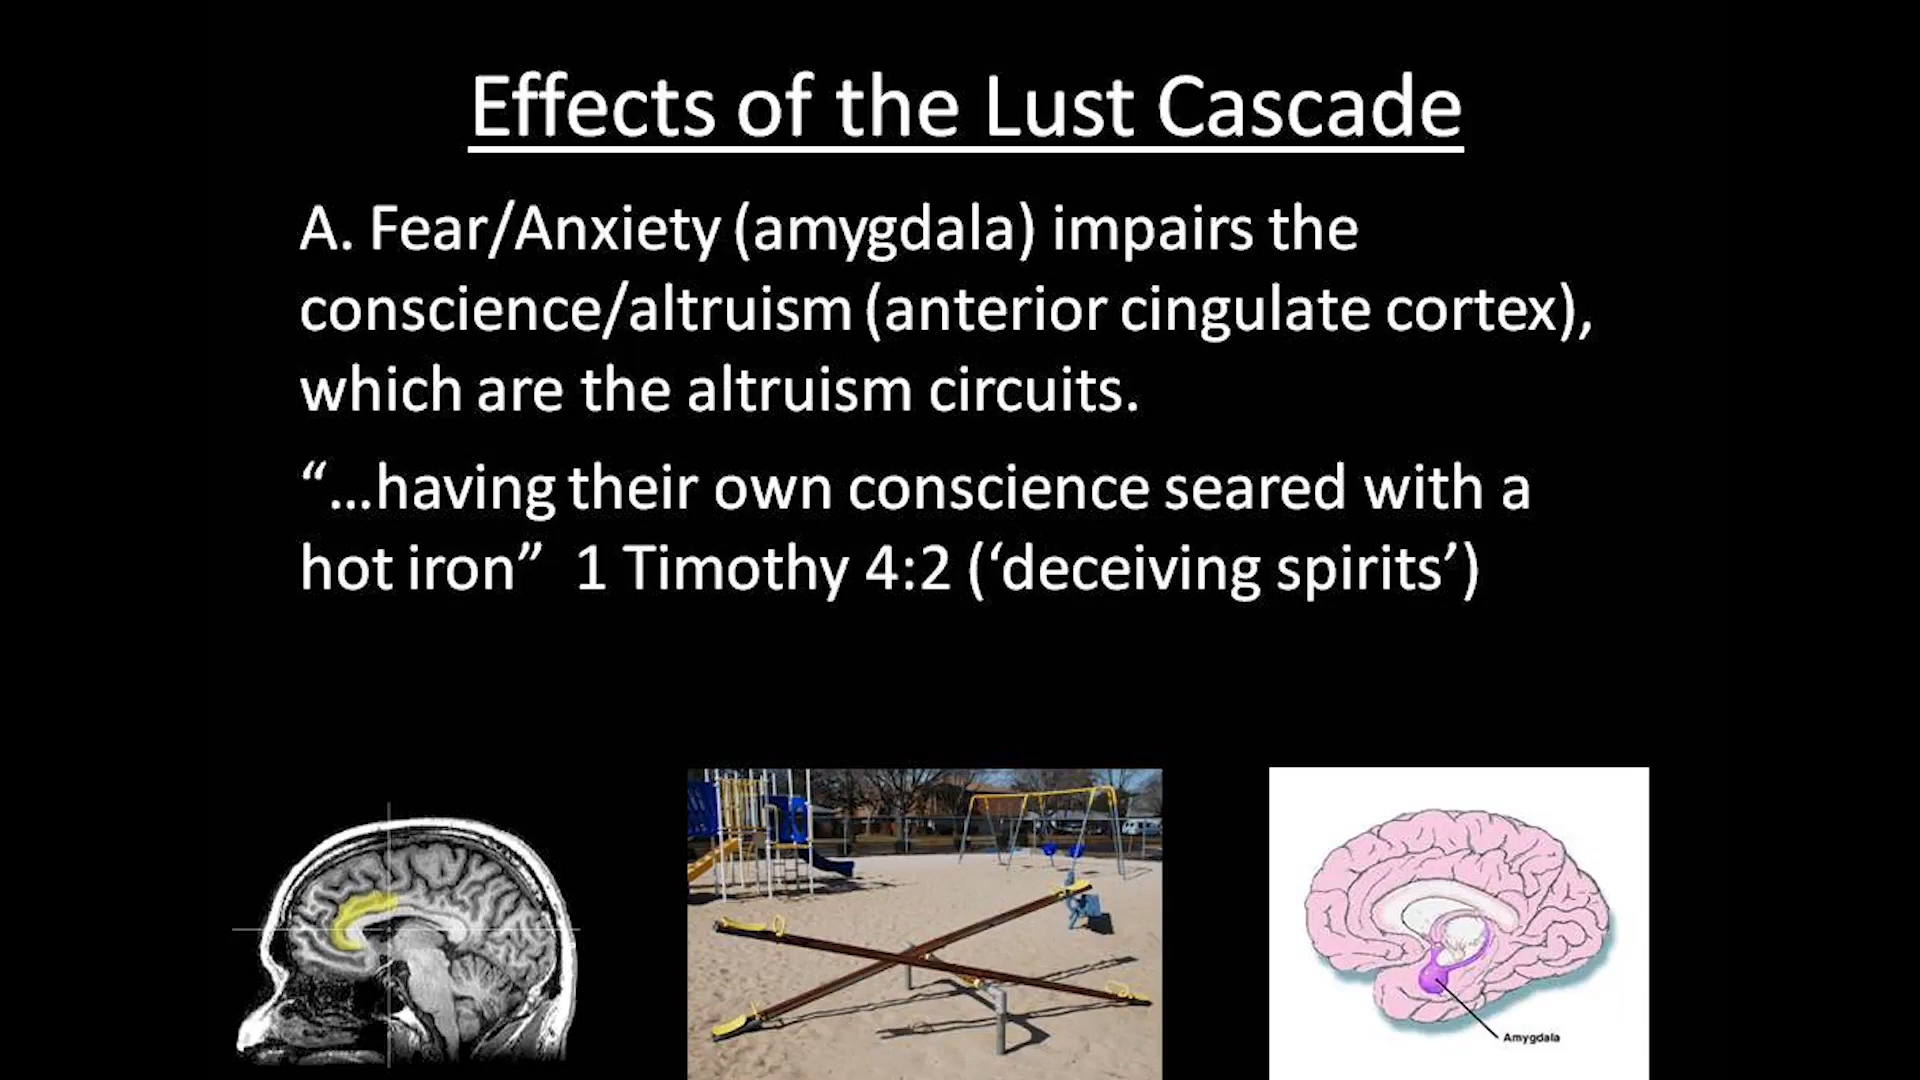 Effects of the Lust Cascade
A. Fear/Anxiety (amygdala) impairs the
conscience/altruism (anterior cingulate cortex),
which are the altruism circuits.
“…having their own conscience seared with a
hot iron”  1 Timothy 4:2 (‘deceiving spirits’)
Amygdala